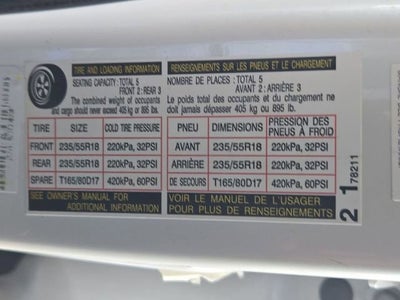 TIRE AND LOADING INFORMATION
SEATING CAPACITY: TOTAL 5
FRONT 2: REAR 3
The combined weight of occupants
and cargo should never exceed 405 kg or 895 lb.
TIRE SIZE COLD TIRE PRESSURE
FRONT 235/55R18 220kPa, 32PSI
REAR 235/55R18 220kPa, 32PSI
SPARE T165/80D17 420kPa, 60PSI
SEE OWNER'S MANUAL FOR
ADDITIONAL INFORMATION
RENSEIGNEMENTS SUR LES PNEUS ET LE CHARGEMENT
NOMBRE DE PLACES: TOTAL 5
AVANT 2: ARRIÈRE 3
Le poids total des occupants et du chargement ne
doit jamais dépasser 405 kg ou 895 lb.
PNEU DIMENSIONS PRESSION DES PNEUS À FROID
AVANT 235/55R18 220kPa, 32PSI
ARRIÈRE 235/55R18 220kPa, 32PSI
DE SECOURS T165/80D17 420kPa, 60PSI
VOIR LE MANUEL DE L'USAGER
POUR PLUS DE RENSEIGNEMENTS
2 1 78211